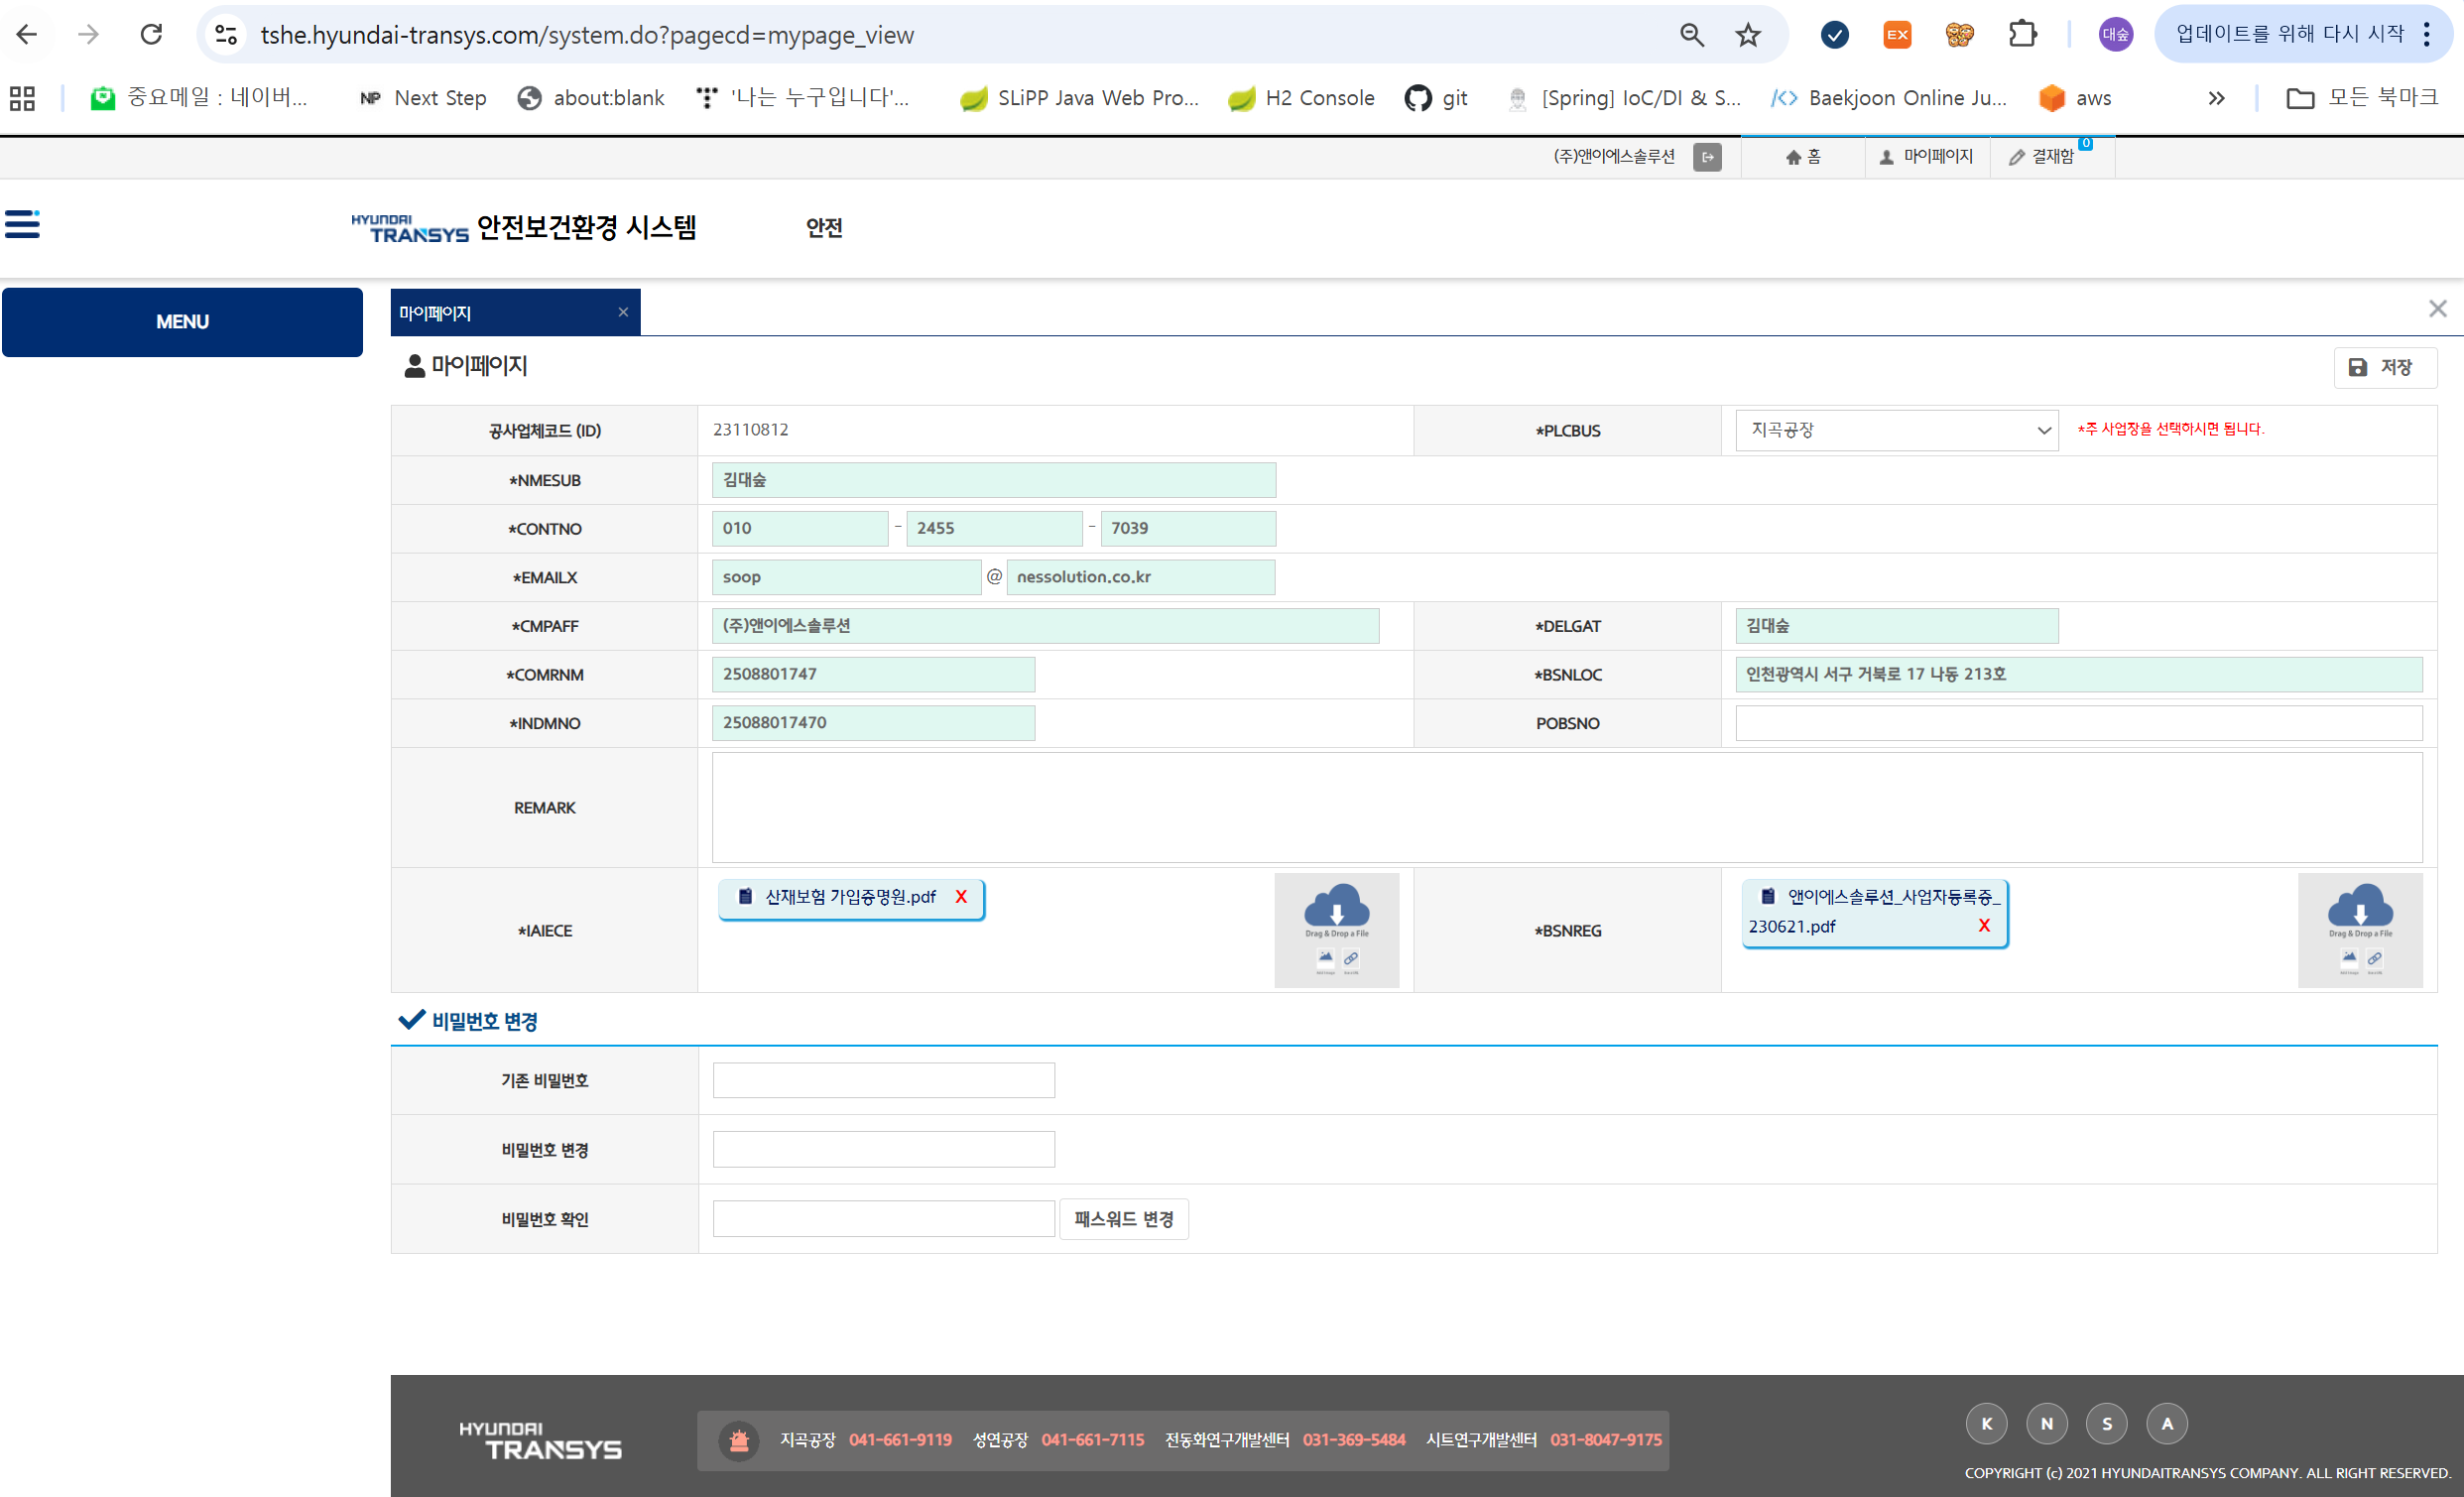 tshe.hyundai-transys.com/system.do?pagecd=mypage_view
EX
대숲
업데이트를 위해 다시 시작
중요메일 : 네이버...
NP Next Step
about:blank
'나는 누구입니다'...
SLiPP Java Web Pro...
H2 Console
git
[Spring] IoC/DI & S...
Baekjoon Online Ju...
aws
모든 북마크
(주)앤이에스솔루션
홈
마이페이지
결재함
0
HYUNDAI TRANSYS 안전보건환경 시스템
안전
MENU
마이페이지
마이페이지
저장
공사업체코드 (ID) 23110812 *PLCBUS 지곡공장 *주 사업장을 선택하시면 됩니다.
*NMESUB 김대숲
*CONTNO 010 - 2455 - 7039
*EMAILX soop @ nessolution.co.kr
*CMPAFF (주)앤이에스솔루션 *DELGAT 김대숲
*COMRNM 2508801747 *BSNLOC 인천광역시 서구 거북로 17 나동 213호
*INDMNO 25088017470 POBSNO
REMARK
*IAIECE 산재보험 가입증명원.pdf X
Drag & Drop a File
*BSNREG 앤이에스솔루션_사업자등록증_
230621.pdf X
Drag & Drop a File
비밀번호 변경
기존 비밀번호
비밀번호 변경
비밀번호 확인 패스워드 변경
HYUNDAI TRANSYS
지곡공장 041-661-9119 성연공장 041-661-7115 전동화연구개발센터 031-369-5484 시트연구개발센터 031-8047-9175
K N S A
COPYRIGHT (c) 2021 HYUNDAITRANSYS COMPANY. ALL RIGHT RESERVED.